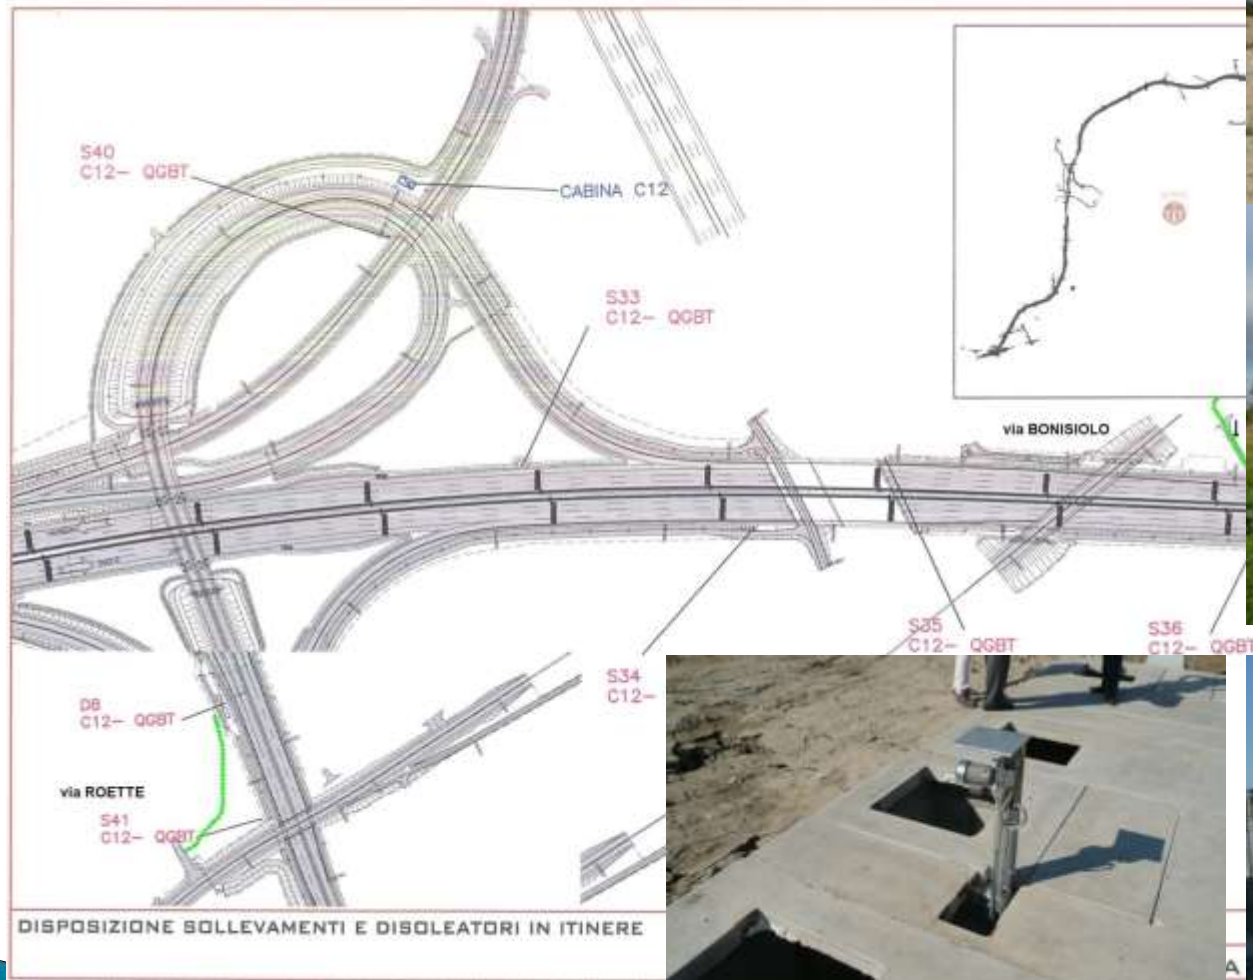 S40
C12- QGBT
CABINA C12
S33
C12- QGBT
via BONISIOLO
S35
C12- QGBT
S36
C12- QGBT
S34
C12-
D8
C12- QGBT
via ROETTE
S41
C12- QGBT
DISPOSIZIONE SOLLEVAMENTI E DISOLEATORI IN ITINERE
A